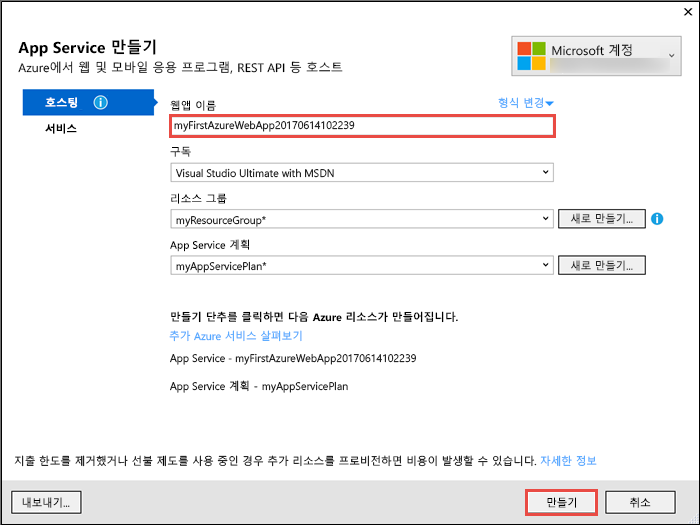 App Service 만들기
Azure에서 웹 및 모바일 응용 프로그램, REST API 등 호스트
Microsoft 계정
호스팅
서비스
웹앱 이름
형식 변경
myFirstAzureWebApp20170614102239
구독
Visual Studio Ultimate with MSDN
리소스 그룹
myResourceGroup*
새로 만들기...
App Service 계획
myAppServicePlan*
새로 만들기...
만들기 단추를 클릭하면 다음 Azure 리소스가 만들어집니다.
추가 Azure 서비스 살펴보기
App Service - myFirstAzureWebApp20170614102239
App Service 계획 - myAppServicePlan
지출 한도를 제거했거나 선불 제도를 사용 중인 경우 추가 리소스를 프로비전하면 비용이 발생할 수 있습니다. 자세한 정보
내보내기...
만들기
취소